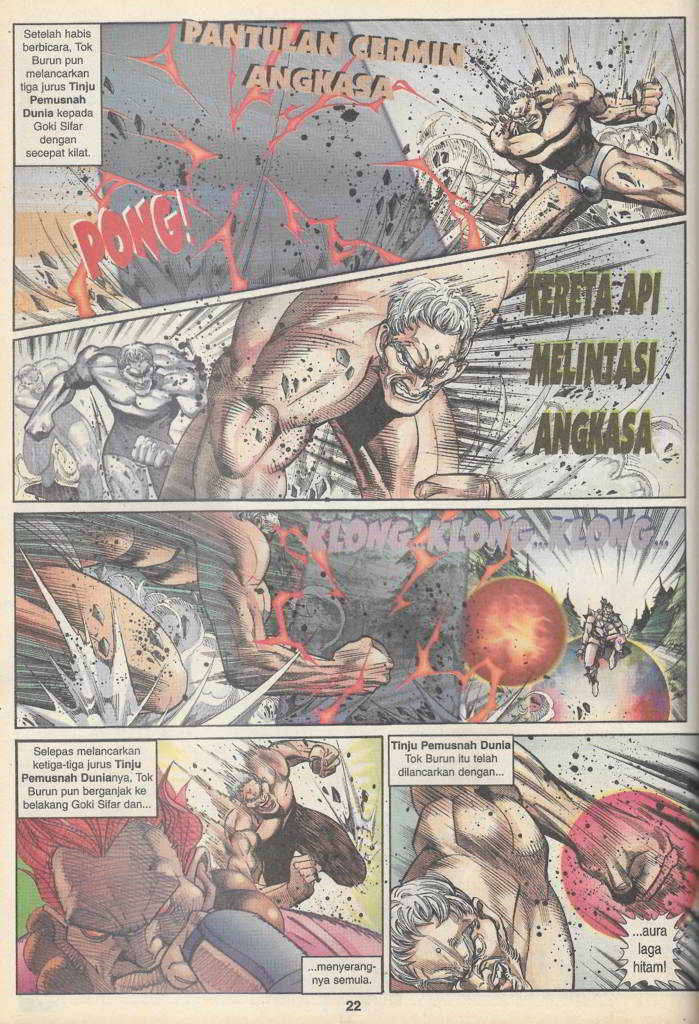 Setelah habis
berbicara, Tok
Burun pun
melancarkan
tiga jurus Tinju
Pemusnah
Dunia kepada
Goki Sifar
dengan
secepat kilat.
PANTULAN CERMIN
ANGKASA
PONG!
KERETA API
MELINTASI
ANGKASA
KLONG...KLONG...KLONG...
Selepas melancarkan
ketiga-tiga jurus Tinju
Pemusnah Dunianya, Tok
Burun pun berganjak ke
belakang Goki Sifar dan...
...menyerang-
nya semula.
Tinju Pemusnah Dunia
Tok Burun itu telah
dilancarkan dengan...
...aura
laga
hitam!
22